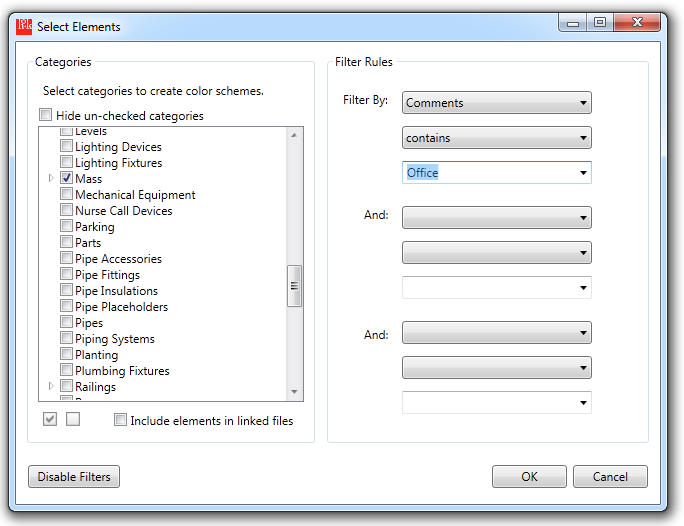 Select Elements
Categories
Select categories to create color schemes.
Hide un-checked categories
Levels
Lighting Devices
Lighting Fixtures
Mass
Mechanical Equipment
Nurse Call Devices
Parking
Parts
Pipe Accessories
Pipe Fittings
Pipe Insulations
Pipe Placeholders
Pipes
Piping Systems
Planting
Plumbing Fixtures
Railings
Include elements in linked files
Filter Rules
Filter By:
Comments
contains
Office
And:
And:
Disable Filters
OK
Cancel